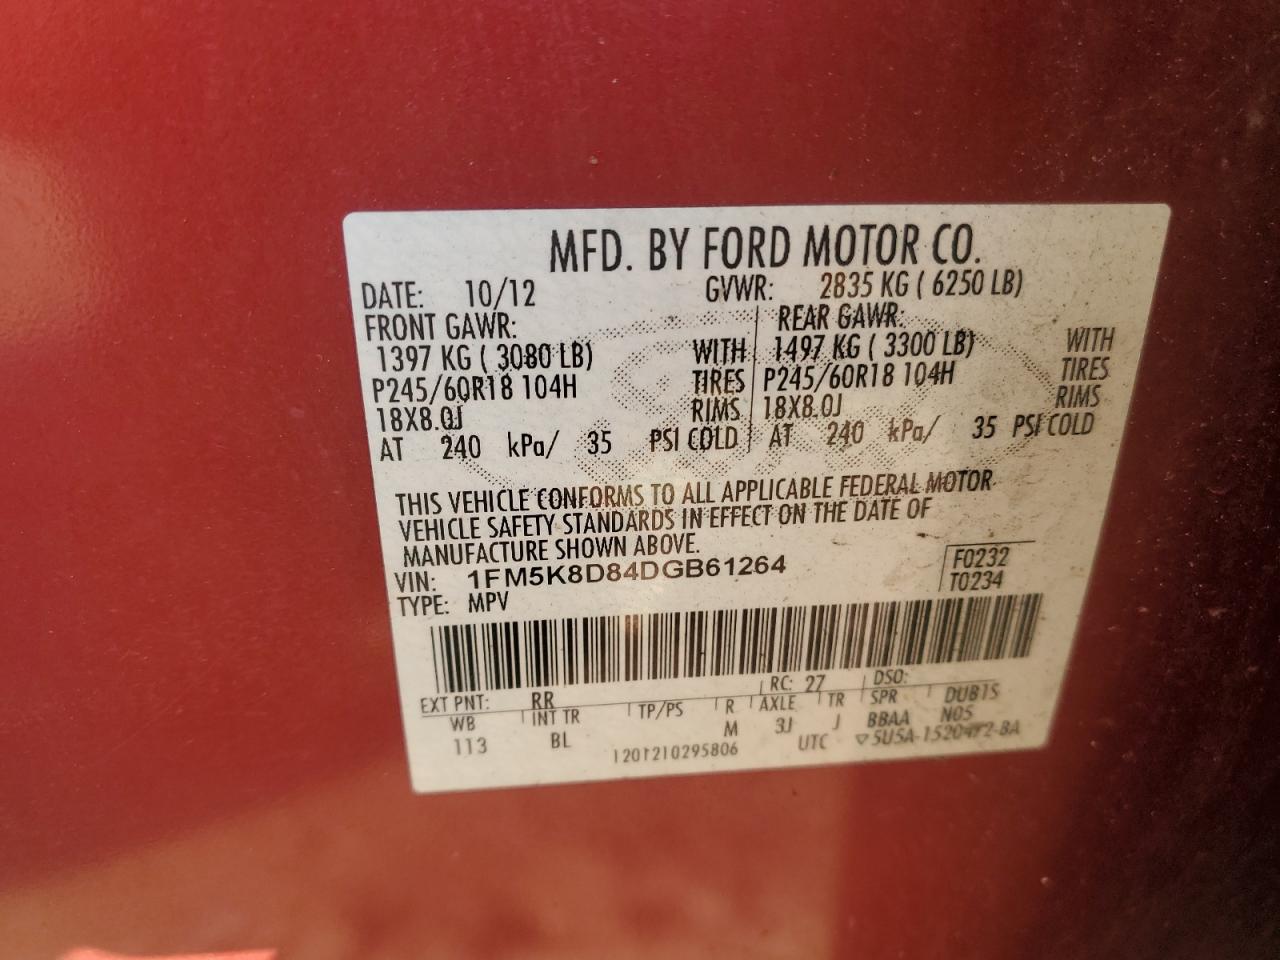 MFD. BY FORD MOTOR CO.
DATE: 10/12 GVWR: 2835 KG ( 6250 LB)
FRONT GAWR: REAR GAWR:
1397 KG ( 3080 LB) WITH 1497 KG ( 3300 LB) WITH
P245/60R18 104H TIRES P245/60R18 104H TIRES
18X8.0J RIMS 18X8.0J RIMS
AT 240 kPa/ 35 PSI COLD AT 240 kPa/ 35 PSI COLD
THIS VEHICLE CONFORMS TO ALL APPLICABLE FEDERAL MOTOR
VEHICLE SAFETY STANDARDS IN EFFECT ON THE DATE OF
MANUFACTURE SHOWN ABOVE.
VIN: 1FM5K8D84DGB61264 F0232
TYPE: MPV T0234
EXT PNT: RR RC: 27 DSO:
WB INT TR TP/PS R AXLE TR SPR DUB1S
113 BL M 3J J BBAA N05
1201210295806 UTC